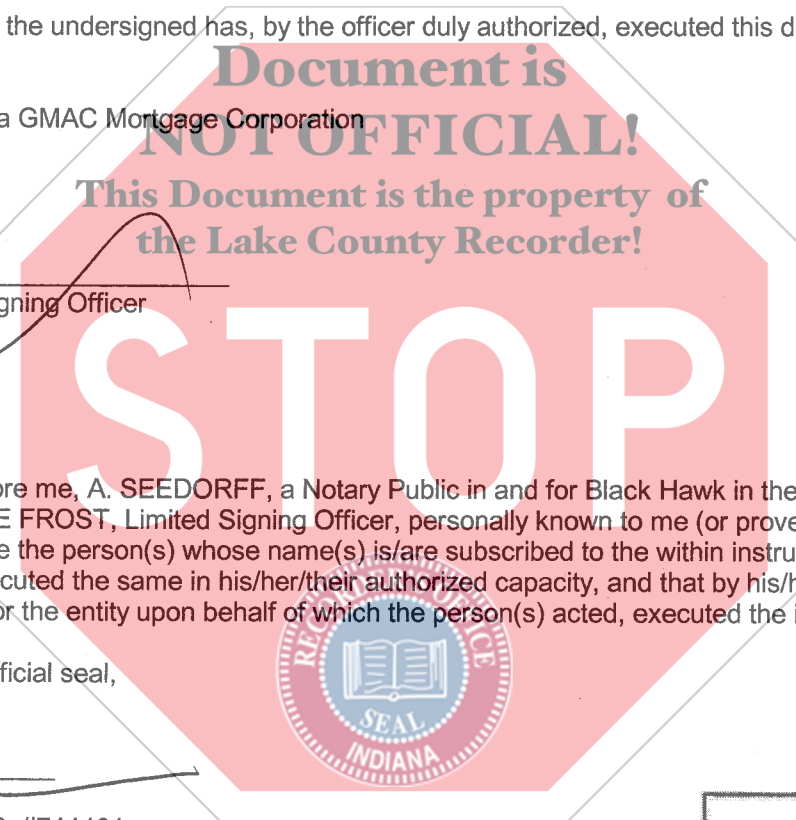 the undersigned has, by the officer duly authorized, executed this d
Document is
a GMAC Mortgage Corporation
NOT OFFICIAL!
This Document is the property of
the Lake County Recorder!
gning Officer
STOP
ore me, A. SEEDORFF, a Notary Public in and for Black Hawk in the
E FROST, Limited Signing Officer, personally known to me (or prove
e the person(s) whose name(s) is/are subscribed to the within instru
cuted the same in his/her/their authorized capacity, and that by his/h
or the entity upon behalf of which the person(s) acted, executed the i
RECORDER'S OFFICE
ficial seal,
SEAL
INDIANA